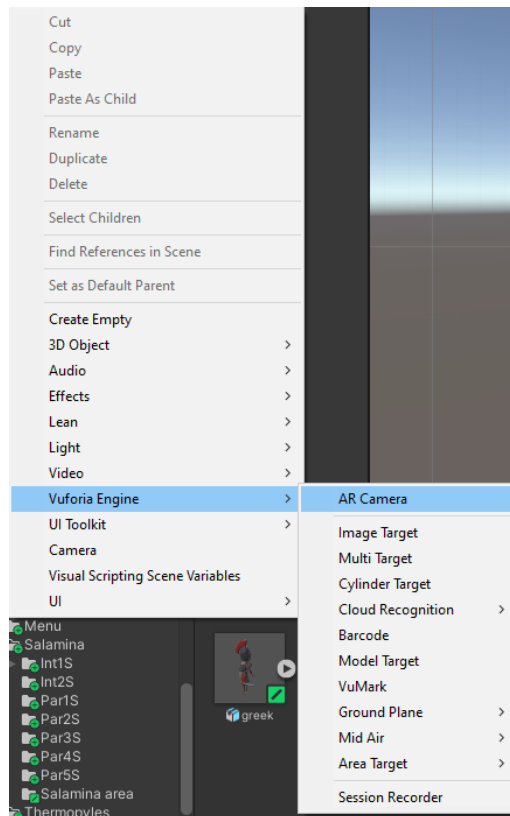 Cut
Copy
Paste
Paste As Child
Rename
Duplicate
Delete
Select Children
Find References in Scene
Set as Default Parent
Create Empty
3D Object
Audio
Effects
Lean
Light
Video
Vuforia Engine
UI Toolkit
Camera
Visual Scripting Scene Variables
UI
AR Camera
Image Target
Multi Target
Cylinder Target
Cloud Recognition
Barcode
Model Target
VuMark
Ground Plane
Mid Air
Area Target
Session Recorder
Menu
Salamina
Int1S
Int2S
Par1S
Par2S
Par3S
Par4S
Par5S
Salamina area
Thermopyles
greek